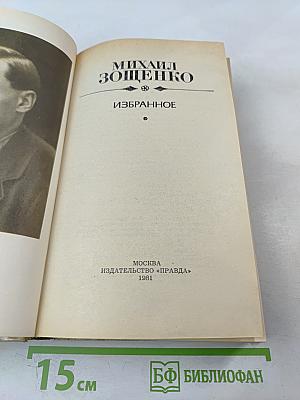 МИХАИЛ
ЗОЩЕНКО
ИЗБРАННОЕ
МОСКВА
ИЗДАТЕЛЬСТВО «ПРАВДА»
1981
15 см
БФ БИБЛИОФАН